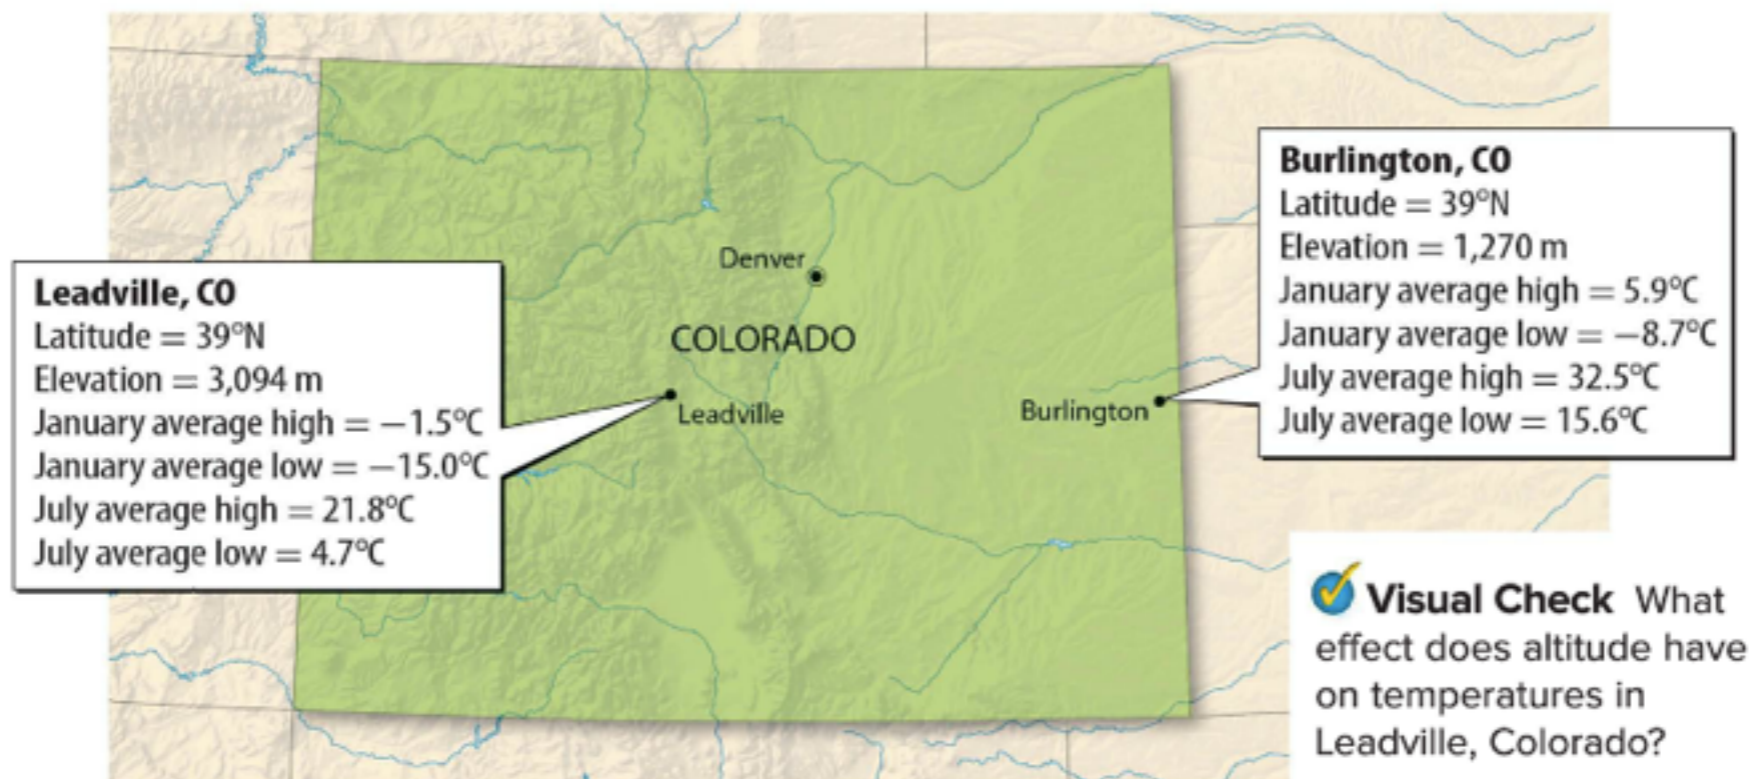 Leadville, CO
Latitude = 39°N
Elevation = 3,094 m
January average high = −1.5°C
January average low = −15.0°C
July average high = 21.8°C
July average low = 4.7°C
Denver
COLORADO
Leadville
Burlington
Burlington, CO
Latitude = 39°N
Elevation = 1,270 m
January average high = 5.9°C
January average low = −8.7°C
July average high = 32.5°C
July average low = 15.6°C
Visual Check What
effect does altitude have
on temperatures in
Leadville, Colorado?